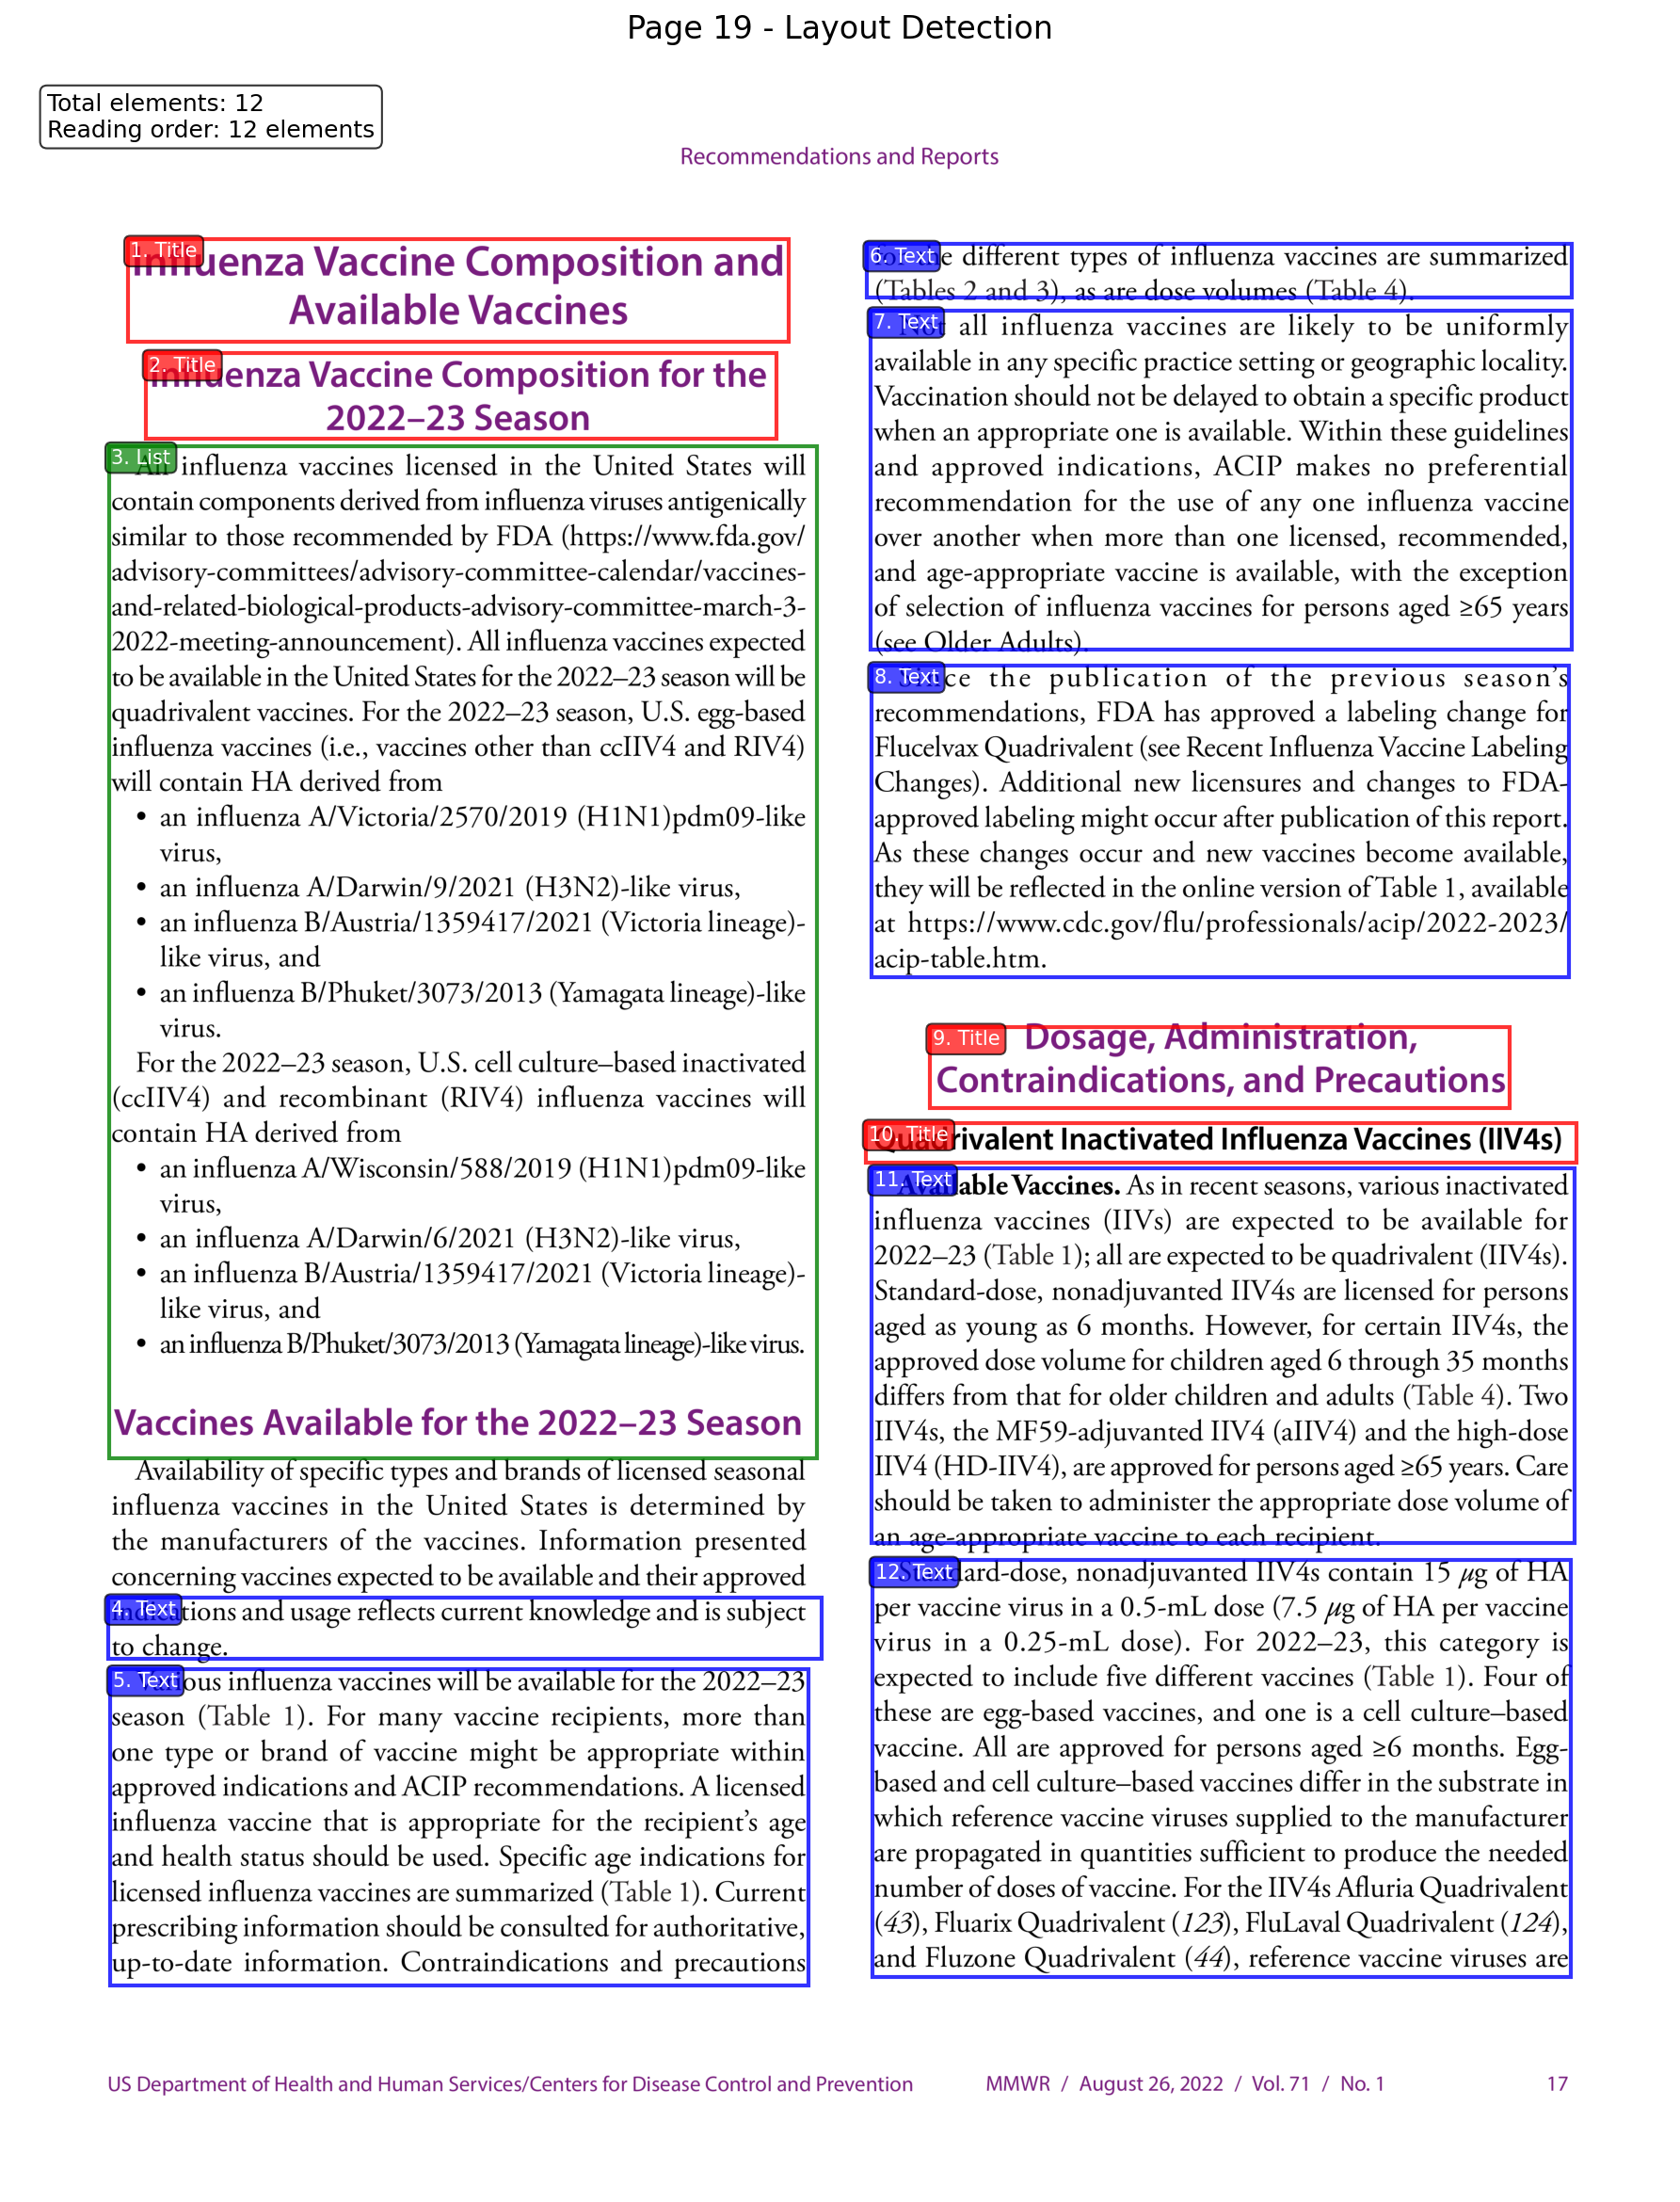 Page 19 - Layout Detection
Total elements: 12
Reading order: 12 elements
Recommendations and Reports
1. Title
Influenza Vaccine Composition and
Available Vaccines
2. Title
Influenza Vaccine Composition for the
2022–23 Season
3. List
All influenza vaccines licensed in the United States will
contain components derived from influenza viruses antigenically
similar to those recommended by FDA (https://www.fda.gov/
advisory-committees/advisory-committee-calendar/vaccines-
and-related-biological-products-advisory-committee-march-3-
2022-meeting-announcement). All influenza vaccines expected
to be available in the United States for the 2022–23 season will be
quadrivalent vaccines. For the 2022–23 season, U.S. egg-based
influenza vaccines (i.e., vaccines other than ccIIV4 and RIV4)
will contain HA derived from
• an influenza A/Victoria/2570/2019 (H1N1)pdm09-like
virus,
• an influenza A/Darwin/9/2021 (H3N2)-like virus,
• an influenza B/Austria/1359417/2021 (Victoria lineage)-
like virus, and
• an influenza B/Phuket/3073/2013 (Yamagata lineage)-like
virus.
For the 2022–23 season, U.S. cell culture–based inactivated
(ccIIV4) and recombinant (RIV4) influenza vaccines will
contain HA derived from
• an influenza A/Wisconsin/588/2019 (H1N1)pdm09-like
virus,
• an influenza A/Darwin/6/2021 (H3N2)-like virus,
• an influenza B/Austria/1359417/2021 (Victoria lineage)-
like virus, and
• an influenza B/Phuket/3073/2013 (Yamagata lineage)-like virus.
Vaccines Available for the 2022–23 Season
Availability of specific types and brands of licensed seasonal
influenza vaccines in the United States is determined by
the manufacturers of the vaccines. Information presented
concerning vaccines expected to be available and their approved
4. Text
indications and usage reflects current knowledge and is subject
to change.
5. Text
Various influenza vaccines will be available for the 2022–23
season (Table 1). For many vaccine recipients, more than
one type or brand of vaccine might be appropriate within
approved indications and ACIP recommendations. A licensed
influenza vaccine that is appropriate for the recipient’s age
and health status should be used. Specific age indications for
licensed influenza vaccines are summarized (Table 1). Current
prescribing information should be consulted for authoritative,
up-to-date information. Contraindications and precautions
6. Text
for the different types of influenza vaccines are summarized
(Tables 2 and 3), as are dose volumes (Table 4).
7. Text
Not all influenza vaccines are likely to be uniformly
available in any specific practice setting or geographic locality.
Vaccination should not be delayed to obtain a specific product
when an appropriate one is available. Within these guidelines
and approved indications, ACIP makes no preferential
recommendation for the use of any one influenza vaccine
over another when more than one licensed, recommended,
and age-appropriate vaccine is available, with the exception
of selection of influenza vaccines for persons aged ≥65 years
(see Older Adults).
8. Text
Since the publication of the previous season’s
recommendations, FDA has approved a labeling change for
Flucelvax Quadrivalent (see Recent Influenza Vaccine Labeling
Changes). Additional new licensures and changes to FDA-
approved labeling might occur after publication of this report.
As these changes occur and new vaccines become available,
they will be reflected in the online version of Table 1, available
at https://www.cdc.gov/flu/professionals/acip/2022-2023/
acip-table.htm.
9. Title
Dosage, Administration,
Contraindications, and Precautions
10. Title
Quadrivalent Inactivated Influenza Vaccines (IIV4s)
11. Text
Available Vaccines. As in recent seasons, various inactivated
influenza vaccines (IIVs) are expected to be available for
2022–23 (Table 1); all are expected to be quadrivalent (IIV4s).
Standard-dose, nonadjuvanted IIV4s are licensed for persons
aged as young as 6 months. However, for certain IIV4s, the
approved dose volume for children aged 6 through 35 months
differs from that for older children and adults (Table 4). Two
IIV4s, the MF59-adjuvanted IIV4 (aIIV4) and the high-dose
IIV4 (HD-IIV4), are approved for persons aged ≥65 years. Care
should be taken to administer the appropriate dose volume of
an age-appropriate vaccine to each recipient.
12. Text
Standard-dose, nonadjuvanted IIV4s contain 15 µg of HA
per vaccine virus in a 0.5-mL dose (7.5 µg of HA per vaccine
virus in a 0.25-mL dose). For 2022–23, this category is
expected to include five different vaccines (Table 1). Four of
these are egg-based vaccines, and one is a cell culture–based
vaccine. All are approved for persons aged ≥6 months. Egg-
based and cell culture–based vaccines differ in the substrate in
which reference vaccine viruses supplied to the manufacturer
are propagated in quantities sufficient to produce the needed
number of doses of vaccine. For the IIV4s Afluria Quadrivalent
(43), Fluarix Quadrivalent (123), FluLaval Quadrivalent (124),
and Fluzone Quadrivalent (44), reference vaccine viruses are
US Department of Health and Human Services/Centers for Disease Control and Prevention MMWR / August 26, 2022 / Vol. 71 / No. 1 17